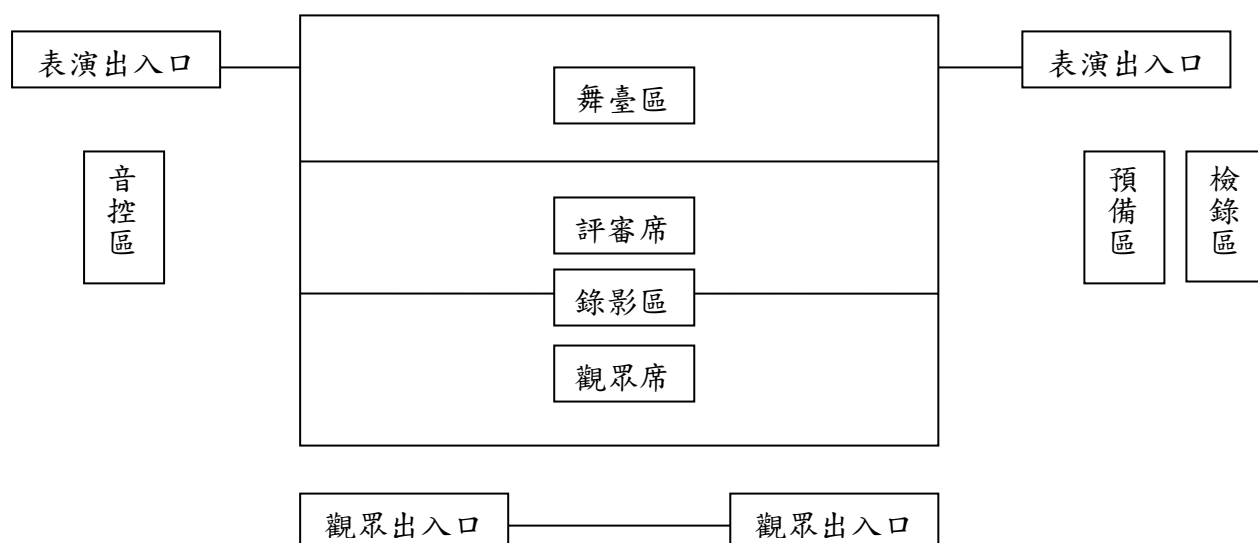 表演出入口
表演出入口
舞臺區
音控區
預備區
檢錄區
評審席
錄影區
觀眾席
觀眾出入口
觀眾出入口